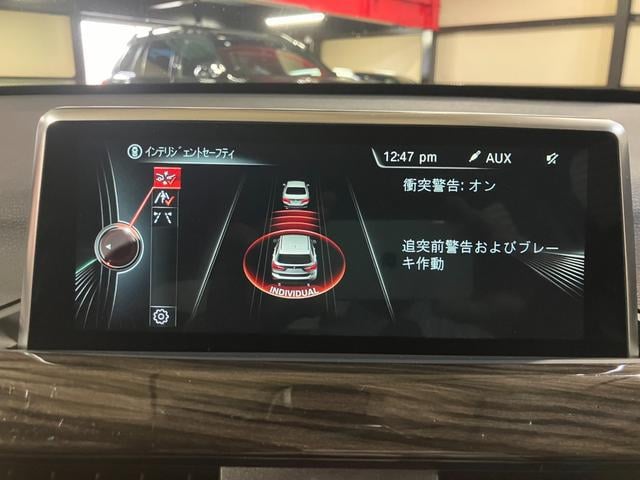 インテリジェントセーフティ
12:47 pm
AUX
衝突警告: オン
追突前警告およびブレー
キ作動
INDIVIDUAL